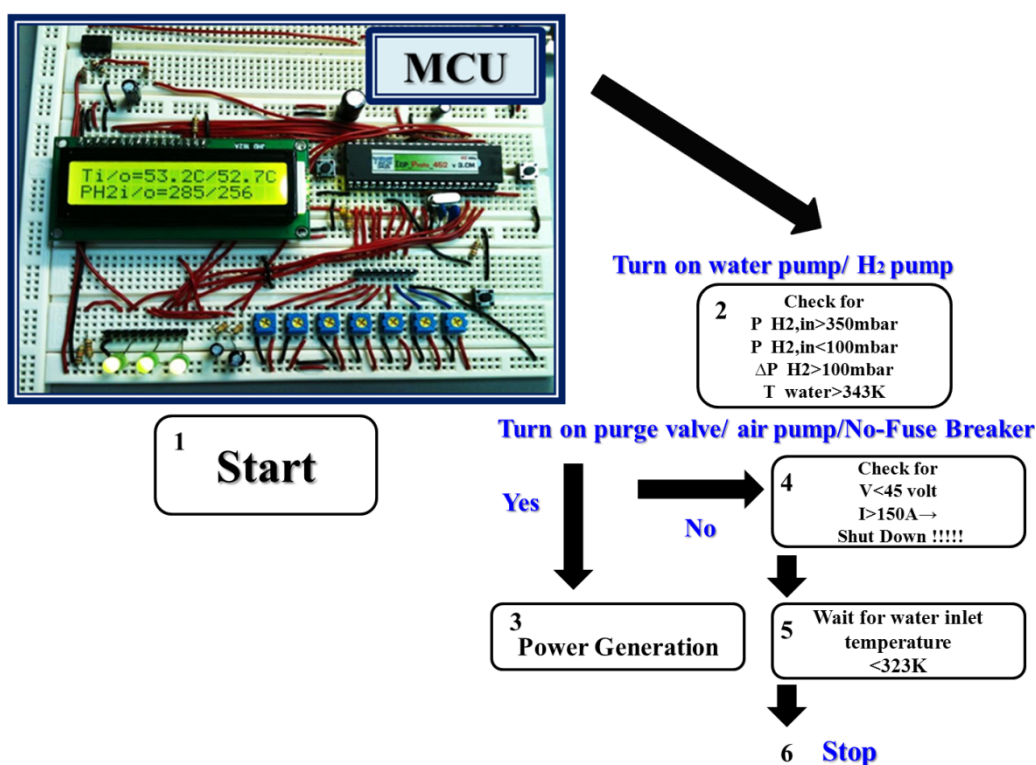 MCU
Ti/o=53.2C/52.7C
PH2i/o=285/256
Turn on water pump/ H2 pump
2
Check for
P H2,in>350mbar
P H2,in<100mbar
ΔP H2>100mbar
T water>343K
1
Start
Turn on purge valve/ air pump/No-Fuse Breaker
Yes
No
4
Check for
V<45 volt
I>150A→
Shut Down !!!!!
3
Power Generation
5
Wait for water inlet
temperature
<323K
6 Stop